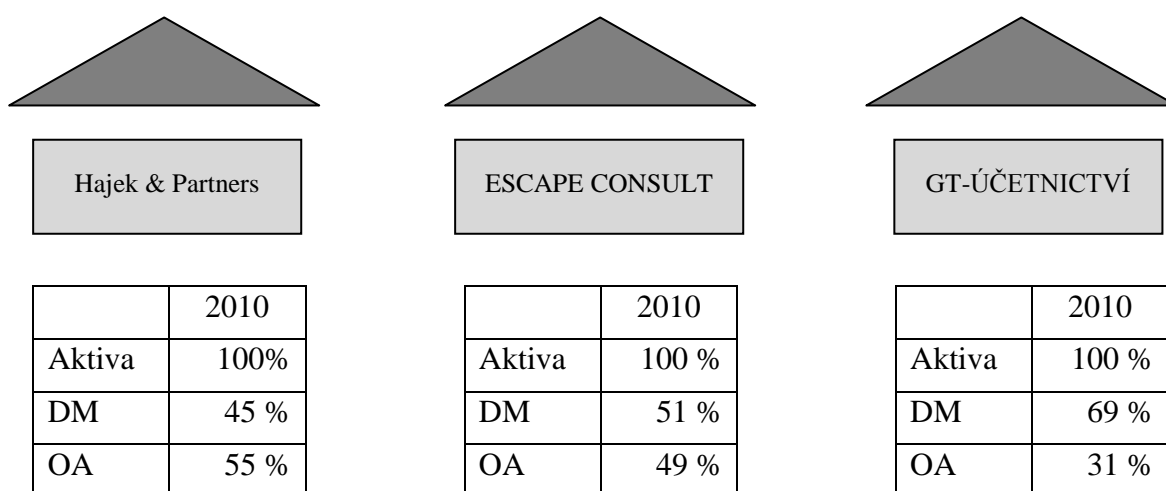 Hajek & Partners
ESCAPE CONSULT
GT-ÚČETNICTVÍ
2010
Aktiva 100%
DM 45 %
OA 55 %
2010
Aktiva 100 %
DM 51 %
OA 49 %
2010
Aktiva 100 %
DM 69 %
OA 31 %